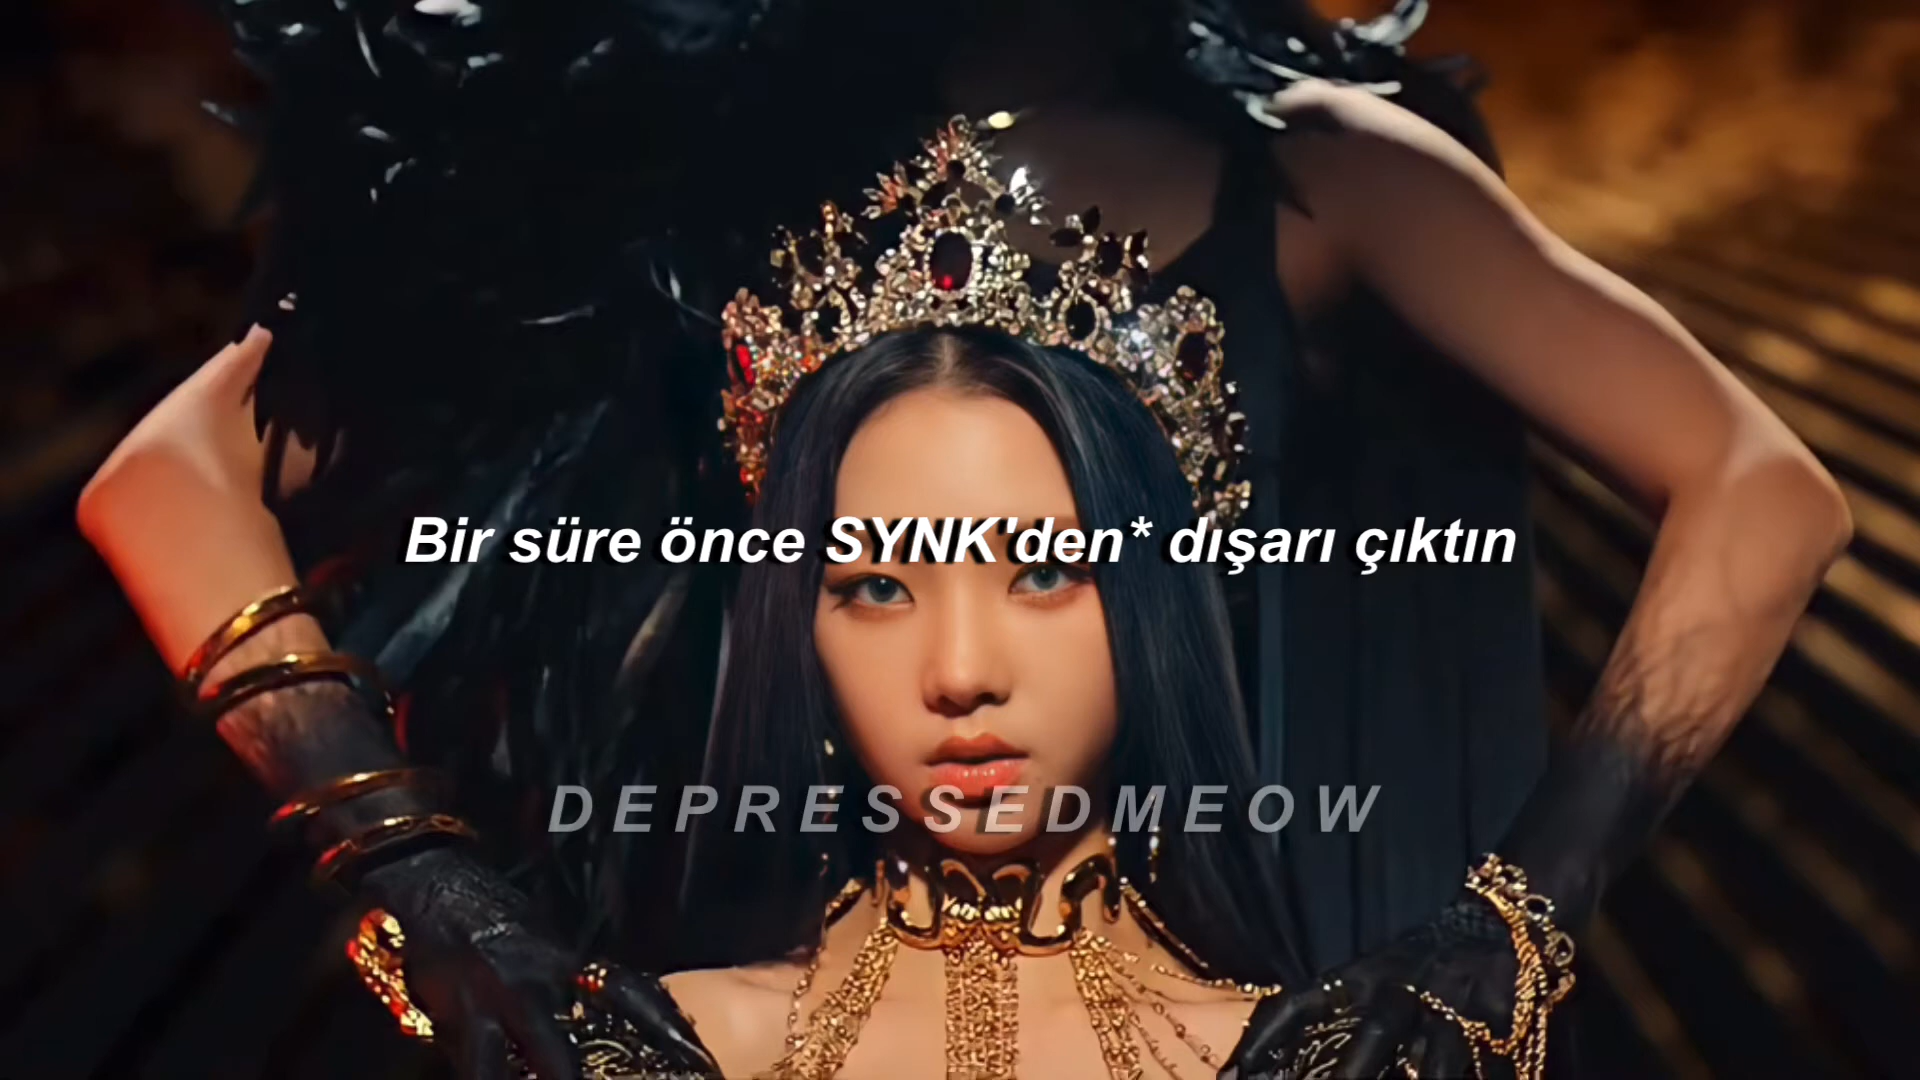 Bir süre önce SYNK'den* dışarı çıktın
DEPRESSEDMEOW